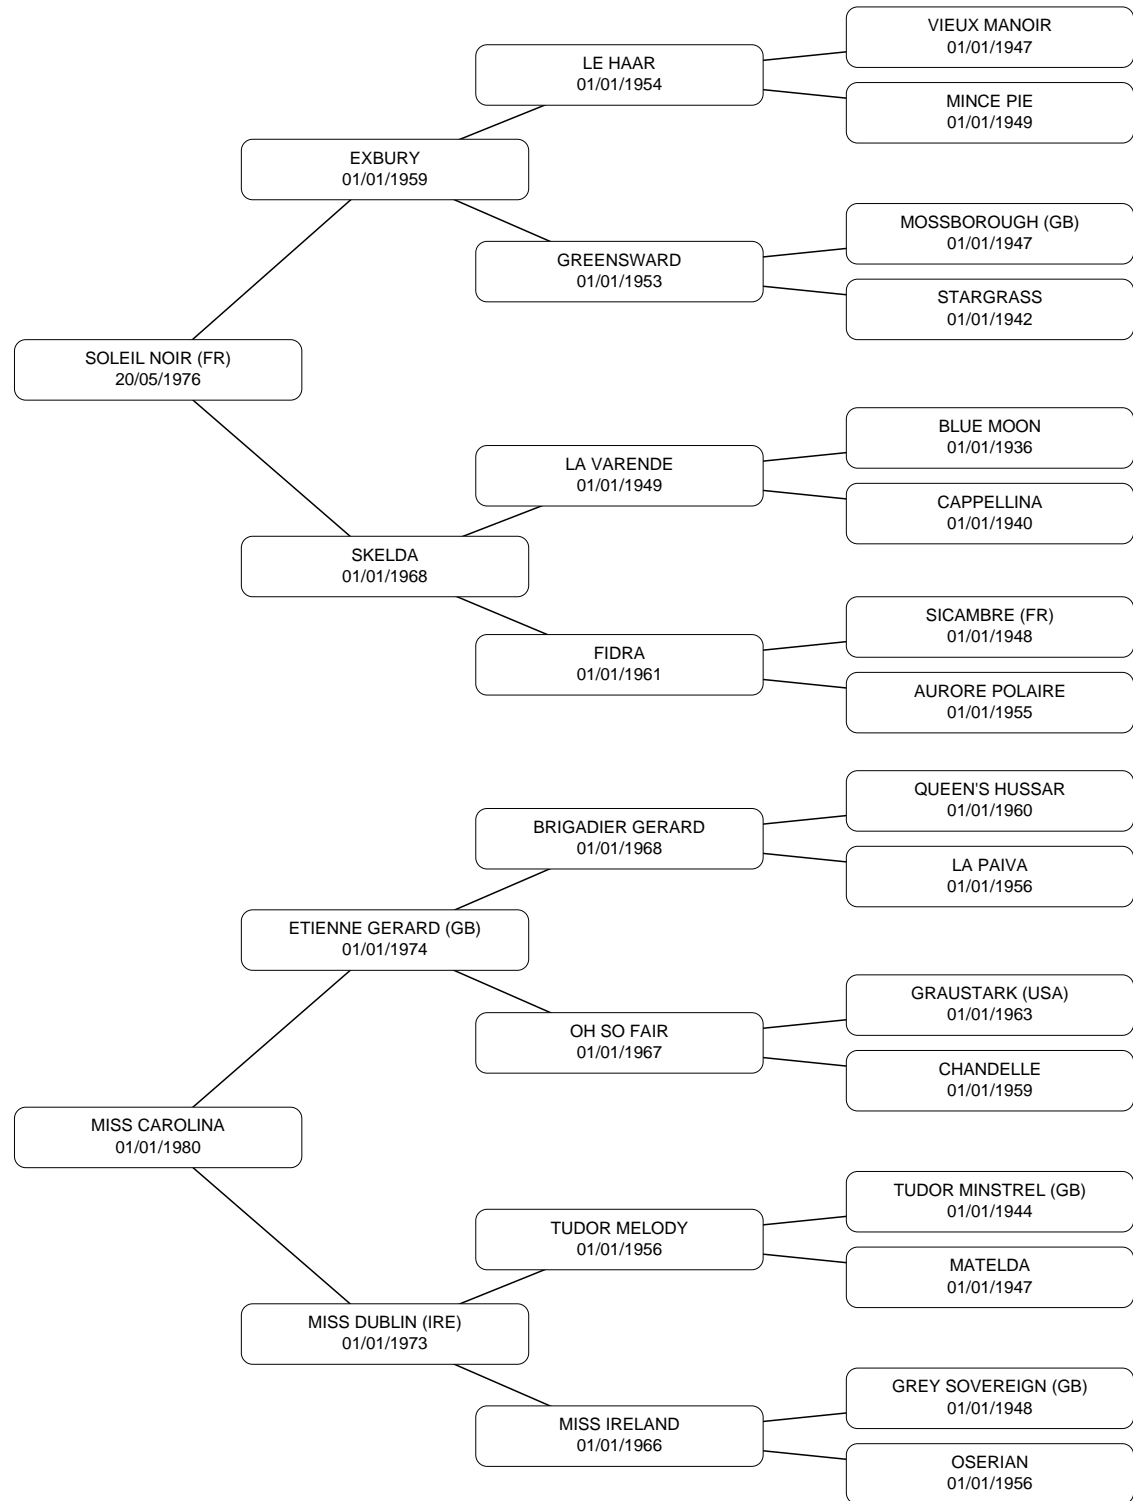 VIEUX MANOIR
01/01/1947
LE HAAR
01/01/1954
MINCE PIE
01/01/1949
EXBURY
01/01/1959
MOSSBOROUGH (GB)
01/01/1947
GREENSWARD
01/01/1953
STARGRASS
01/01/1942
SOLEIL NOIR (FR)
20/05/1976
BLUE MOON
01/01/1936
LA VARENDE
01/01/1949
CAPPELLINA
01/01/1940
SKELDA
01/01/1968
SICAMBRE (FR)
01/01/1948
FIDRA
01/01/1961
AURORE POLAIRE
01/01/1955
QUEEN'S HUSSAR
01/01/1960
BRIGADIER GERARD
01/01/1968
LA PAIVA
01/01/1956
ETIENNE GERARD (GB)
01/01/1974
GRAUSTARK (USA)
01/01/1963
OH SO FAIR
01/01/1967
CHANDELLE
01/01/1959
MISS CAROLINA
01/01/1980
TUDOR MINSTREL (GB)
01/01/1944
TUDOR MELODY
01/01/1956
MATELDA
01/01/1947
MISS DUBLIN (IRE)
01/01/1973
GREY SOVEREIGN (GB)
01/01/1948
MISS IRELAND
01/01/1966
OSERIAN
01/01/1956